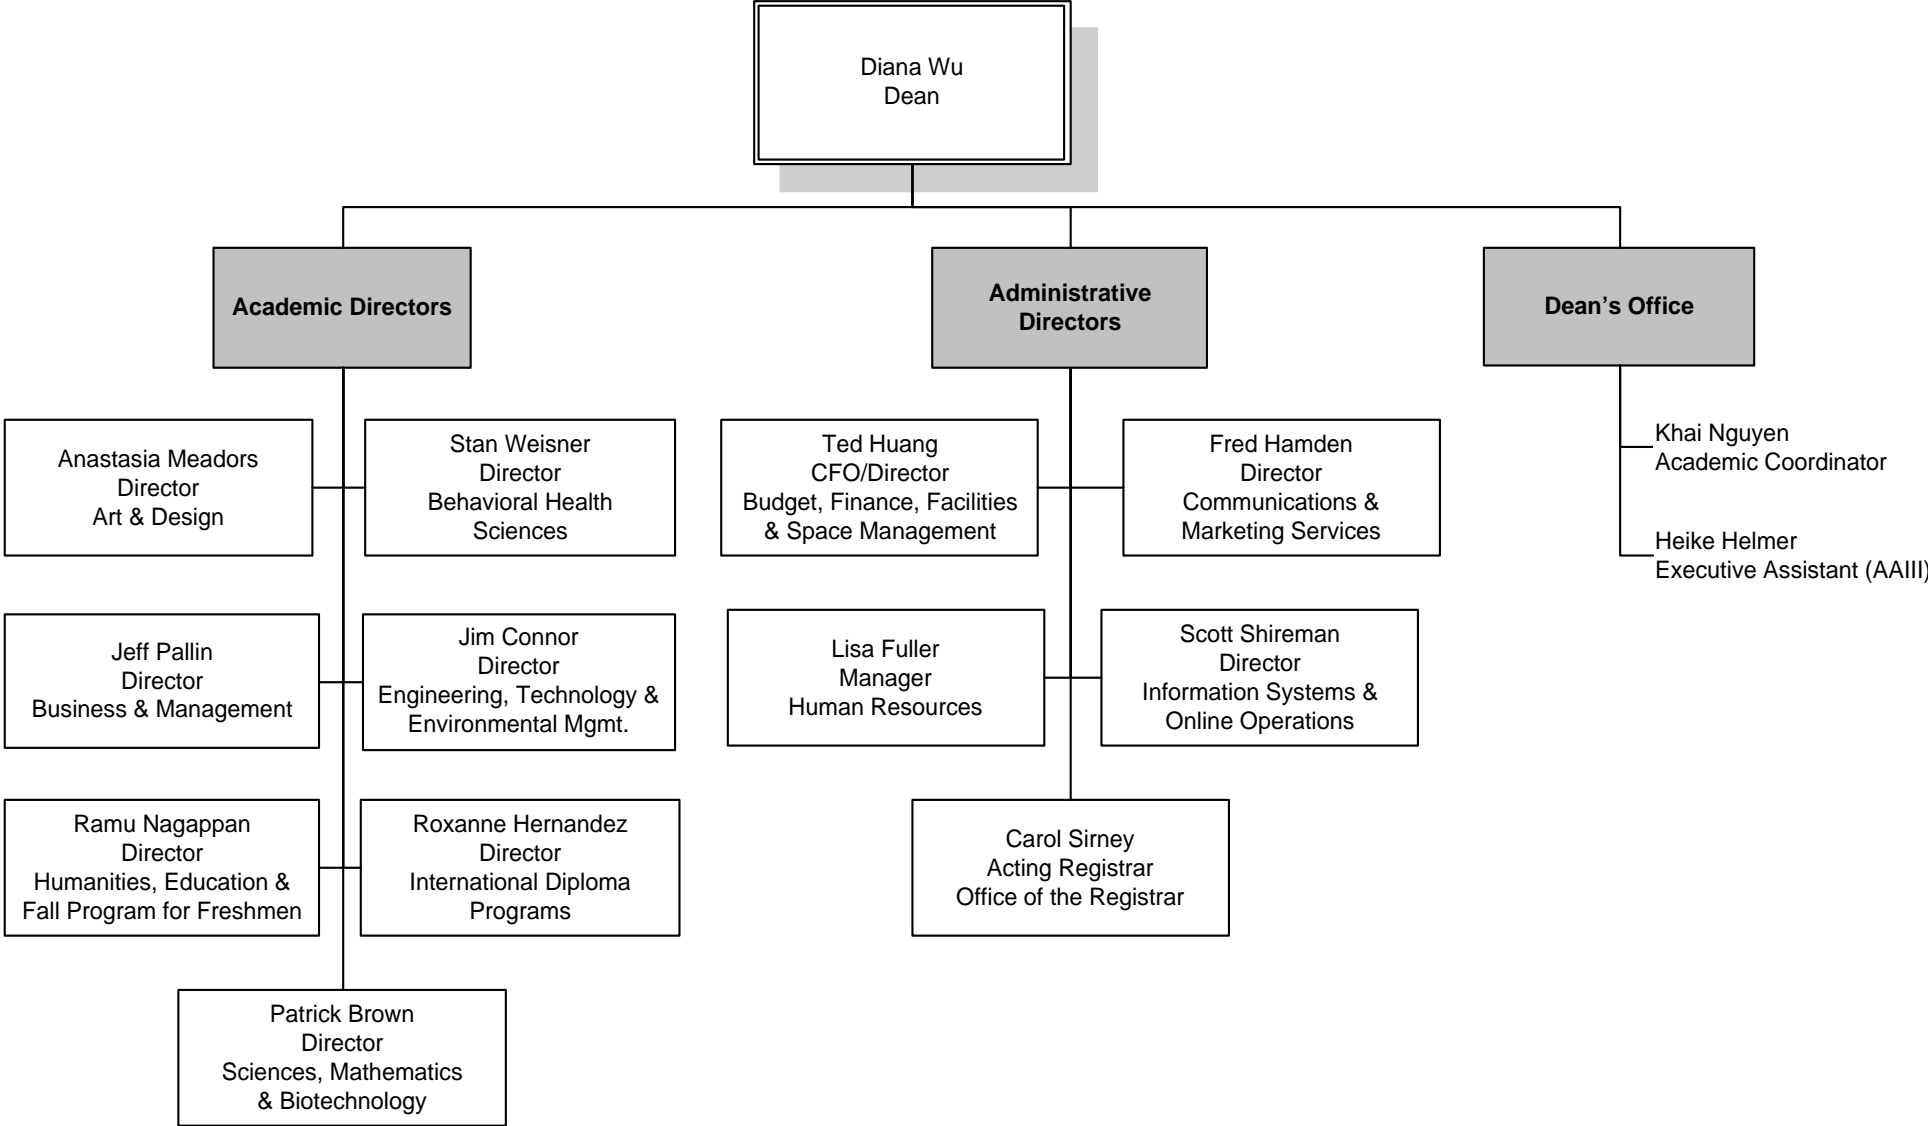 Diana Wu
Dean
Academic Directors
Administrative
Directors
Dean’s Office
Anastasia Meadors
Director
Art & Design
Stan Weisner
Director
Behavioral Health
Sciences
Ted Huang
CFO/Director
Budget, Finance, Facilities
& Space Management
Fred Hamden
Director
Communications &
Marketing Services
Khai Nguyen
Academic Coordinator
Heike Helmer
Executive Assistant (AAIII)
Jeff Pallin
Director
Business & Management
Jim Connor
Director
Engineering, Technology &
Environmental Mgmt.
Lisa Fuller
Manager
Human Resources
Scott Shireman
Director
Information Systems &
Online Operations
Ramu Nagappan
Director
Humanities, Education &
Fall Program for Freshmen
Roxanne Hernandez
Director
International Diploma
Programs
Carol Sirney
Acting Registrar
Office of the Registrar
Patrick Brown
Director
Sciences, Mathematics
& Biotechnology